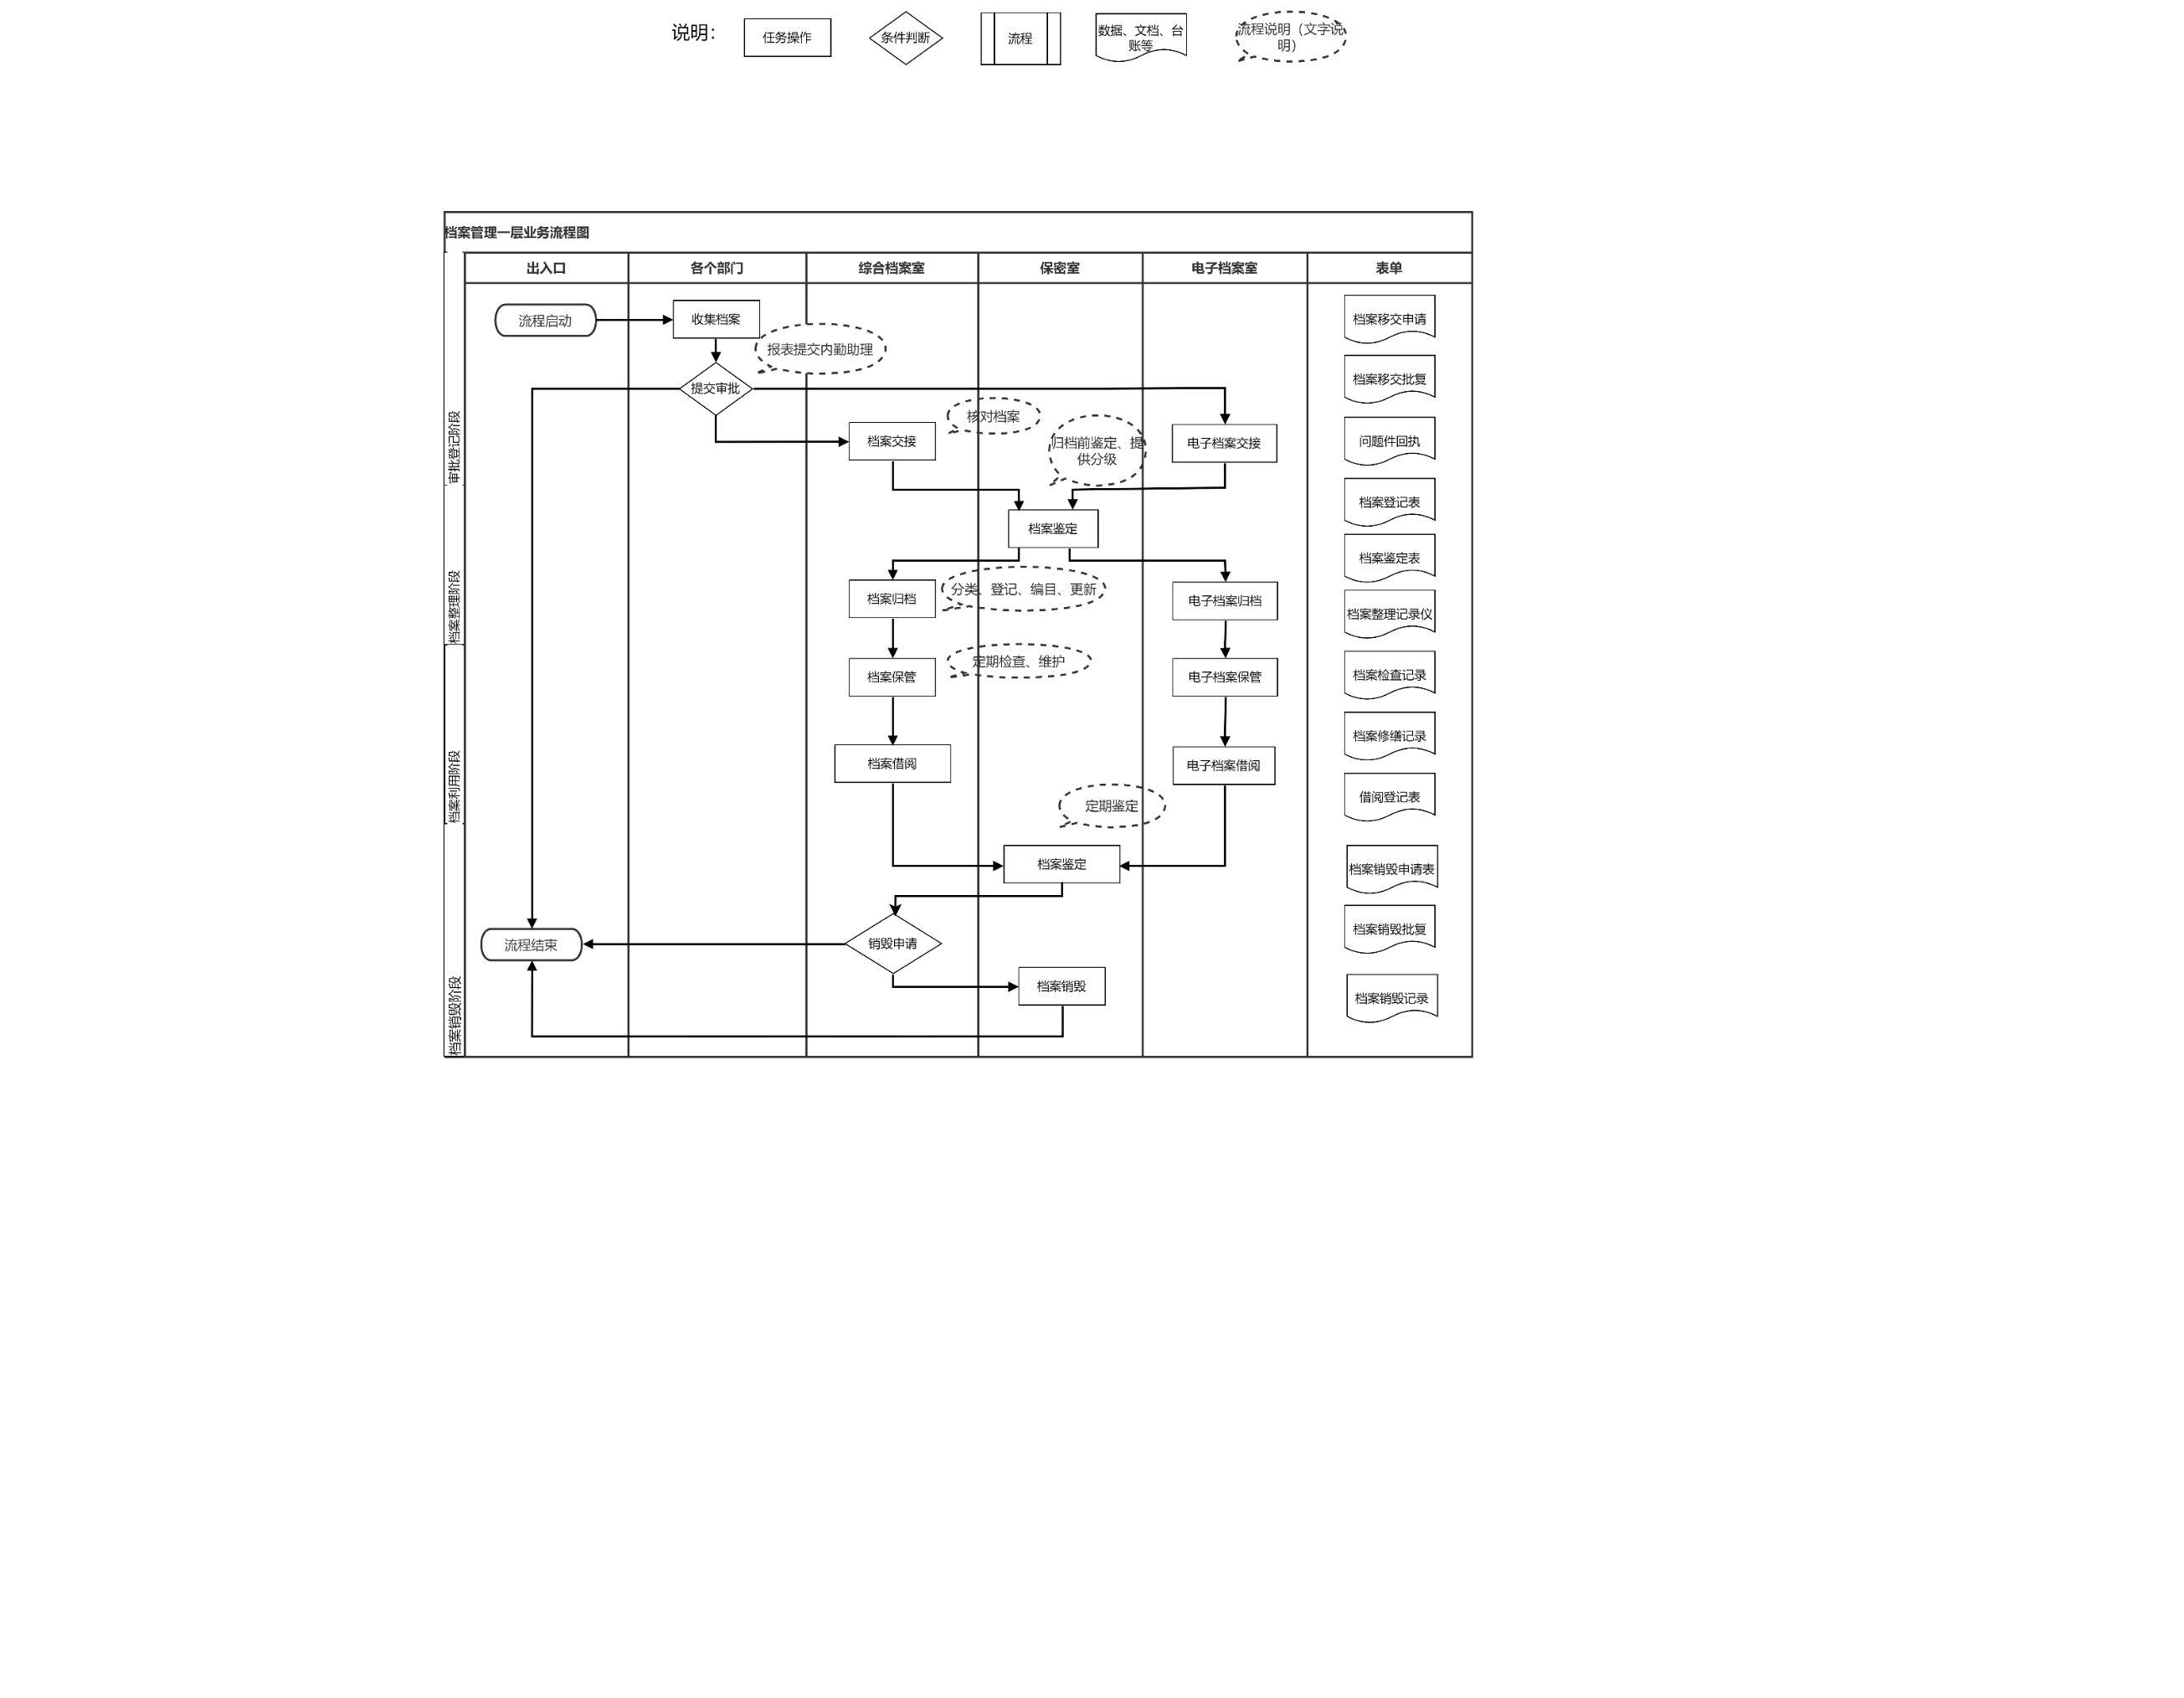 说明：
任务操作
条件判断
流程
数据、文档、台
账等
流程说明（文字说
明）
档案管理一层业务流程图
出入口
各个部门
综合档案室
保密室
电子档案室
表单
审批登记阶段
流程启动
收集档案
报表提交内勤助理
提交审批
核对档案
档案交接
归档前鉴定、提
供分级
电子档案交接
档案鉴定
档案移交申请
档案移交批复
问题件回执
档案登记表
档案整理阶段
档案归档
分类、登记、编目、更新
电子档案归档
档案鉴定表
档案整理记录仪
档案利用阶段
档案保管
定期检查、维护
电子档案保管
档案检查记录
档案借阅
电子档案借阅
档案修缮记录
定期鉴定
借阅登记表
档案销毁阶段
档案鉴定
档案销毁申请表
流程结束
销毁申请
档案销毁批复
档案销毁
档案销毁记录